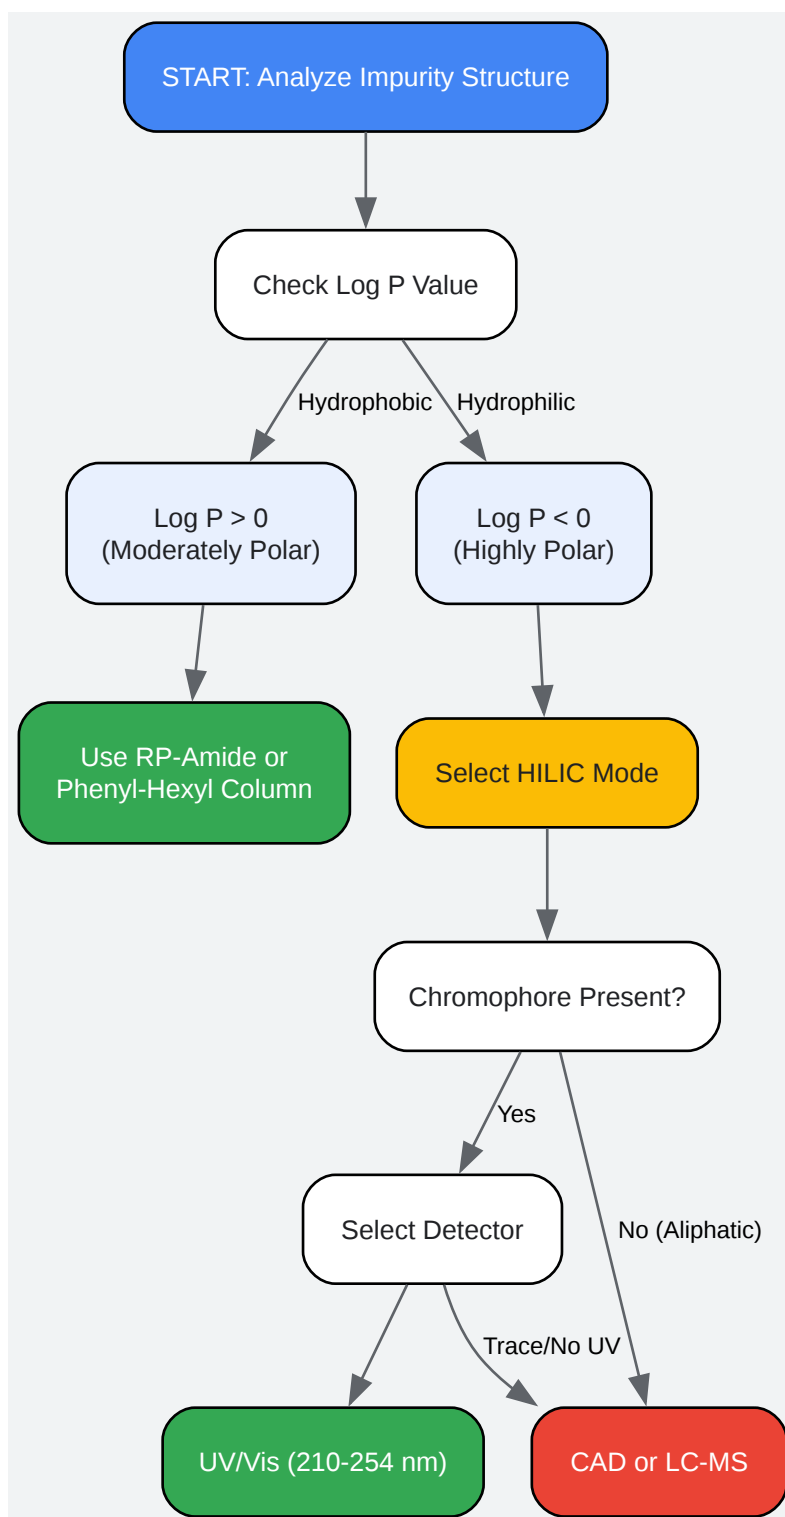 START: Analyze Impurity Structure
Check Log P Value
Hydrophobic
Hydrophilic
Log P > 0
(Moderately Polar)
Log P < 0
(Highly Polar)
Use RP-Amide or
Phenyl-Hexyl Column
Select HILIC Mode
Chromophore Present?
Yes
Select Detector
No (Aliphatic)
Trace/No UV
UV/Vis (210-254 nm)
CAD or LC-MS